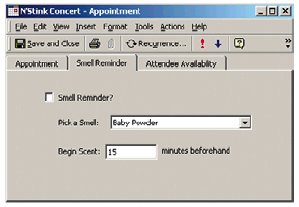 N'Stink Concert - Appointment
File Edit View Insert Format Tools Actions Help
Save and Close Recurrence...
Appointment Smell Reminder Attendee Availability
Smell Reminder?
Pick a Smell: Baby Powder
Begin Scent: 15 minutes beforehand